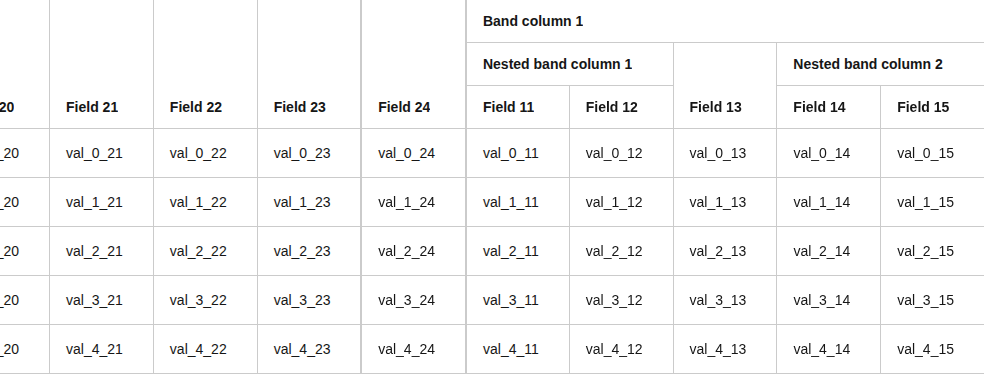 Band column 1
Nested band column 1 Nested band column 2
20 Field 21 Field 22 Field 23 Field 24 Field 11 Field 12 Field 13 Field 14 Field 15
_20 val_0_21 val_0_22 val_0_23 val_0_24 val_0_11 val_0_12 val_0_13 val_0_14 val_0_15
_20 val_1_21 val_1_22 val_1_23 val_1_24 val_1_11 val_1_12 val_1_13 val_1_14 val_1_15
_20 val_2_21 val_2_22 val_2_23 val_2_24 val_2_11 val_2_12 val_2_13 val_2_14 val_2_15
_20 val_3_21 val_3_22 val_3_23 val_3_24 val_3_11 val_3_12 val_3_13 val_3_14 val_3_15
_20 val_4_21 val_4_22 val_4_23 val_4_24 val_4_11 val_4_12 val_4_13 val_4_14 val_4_15